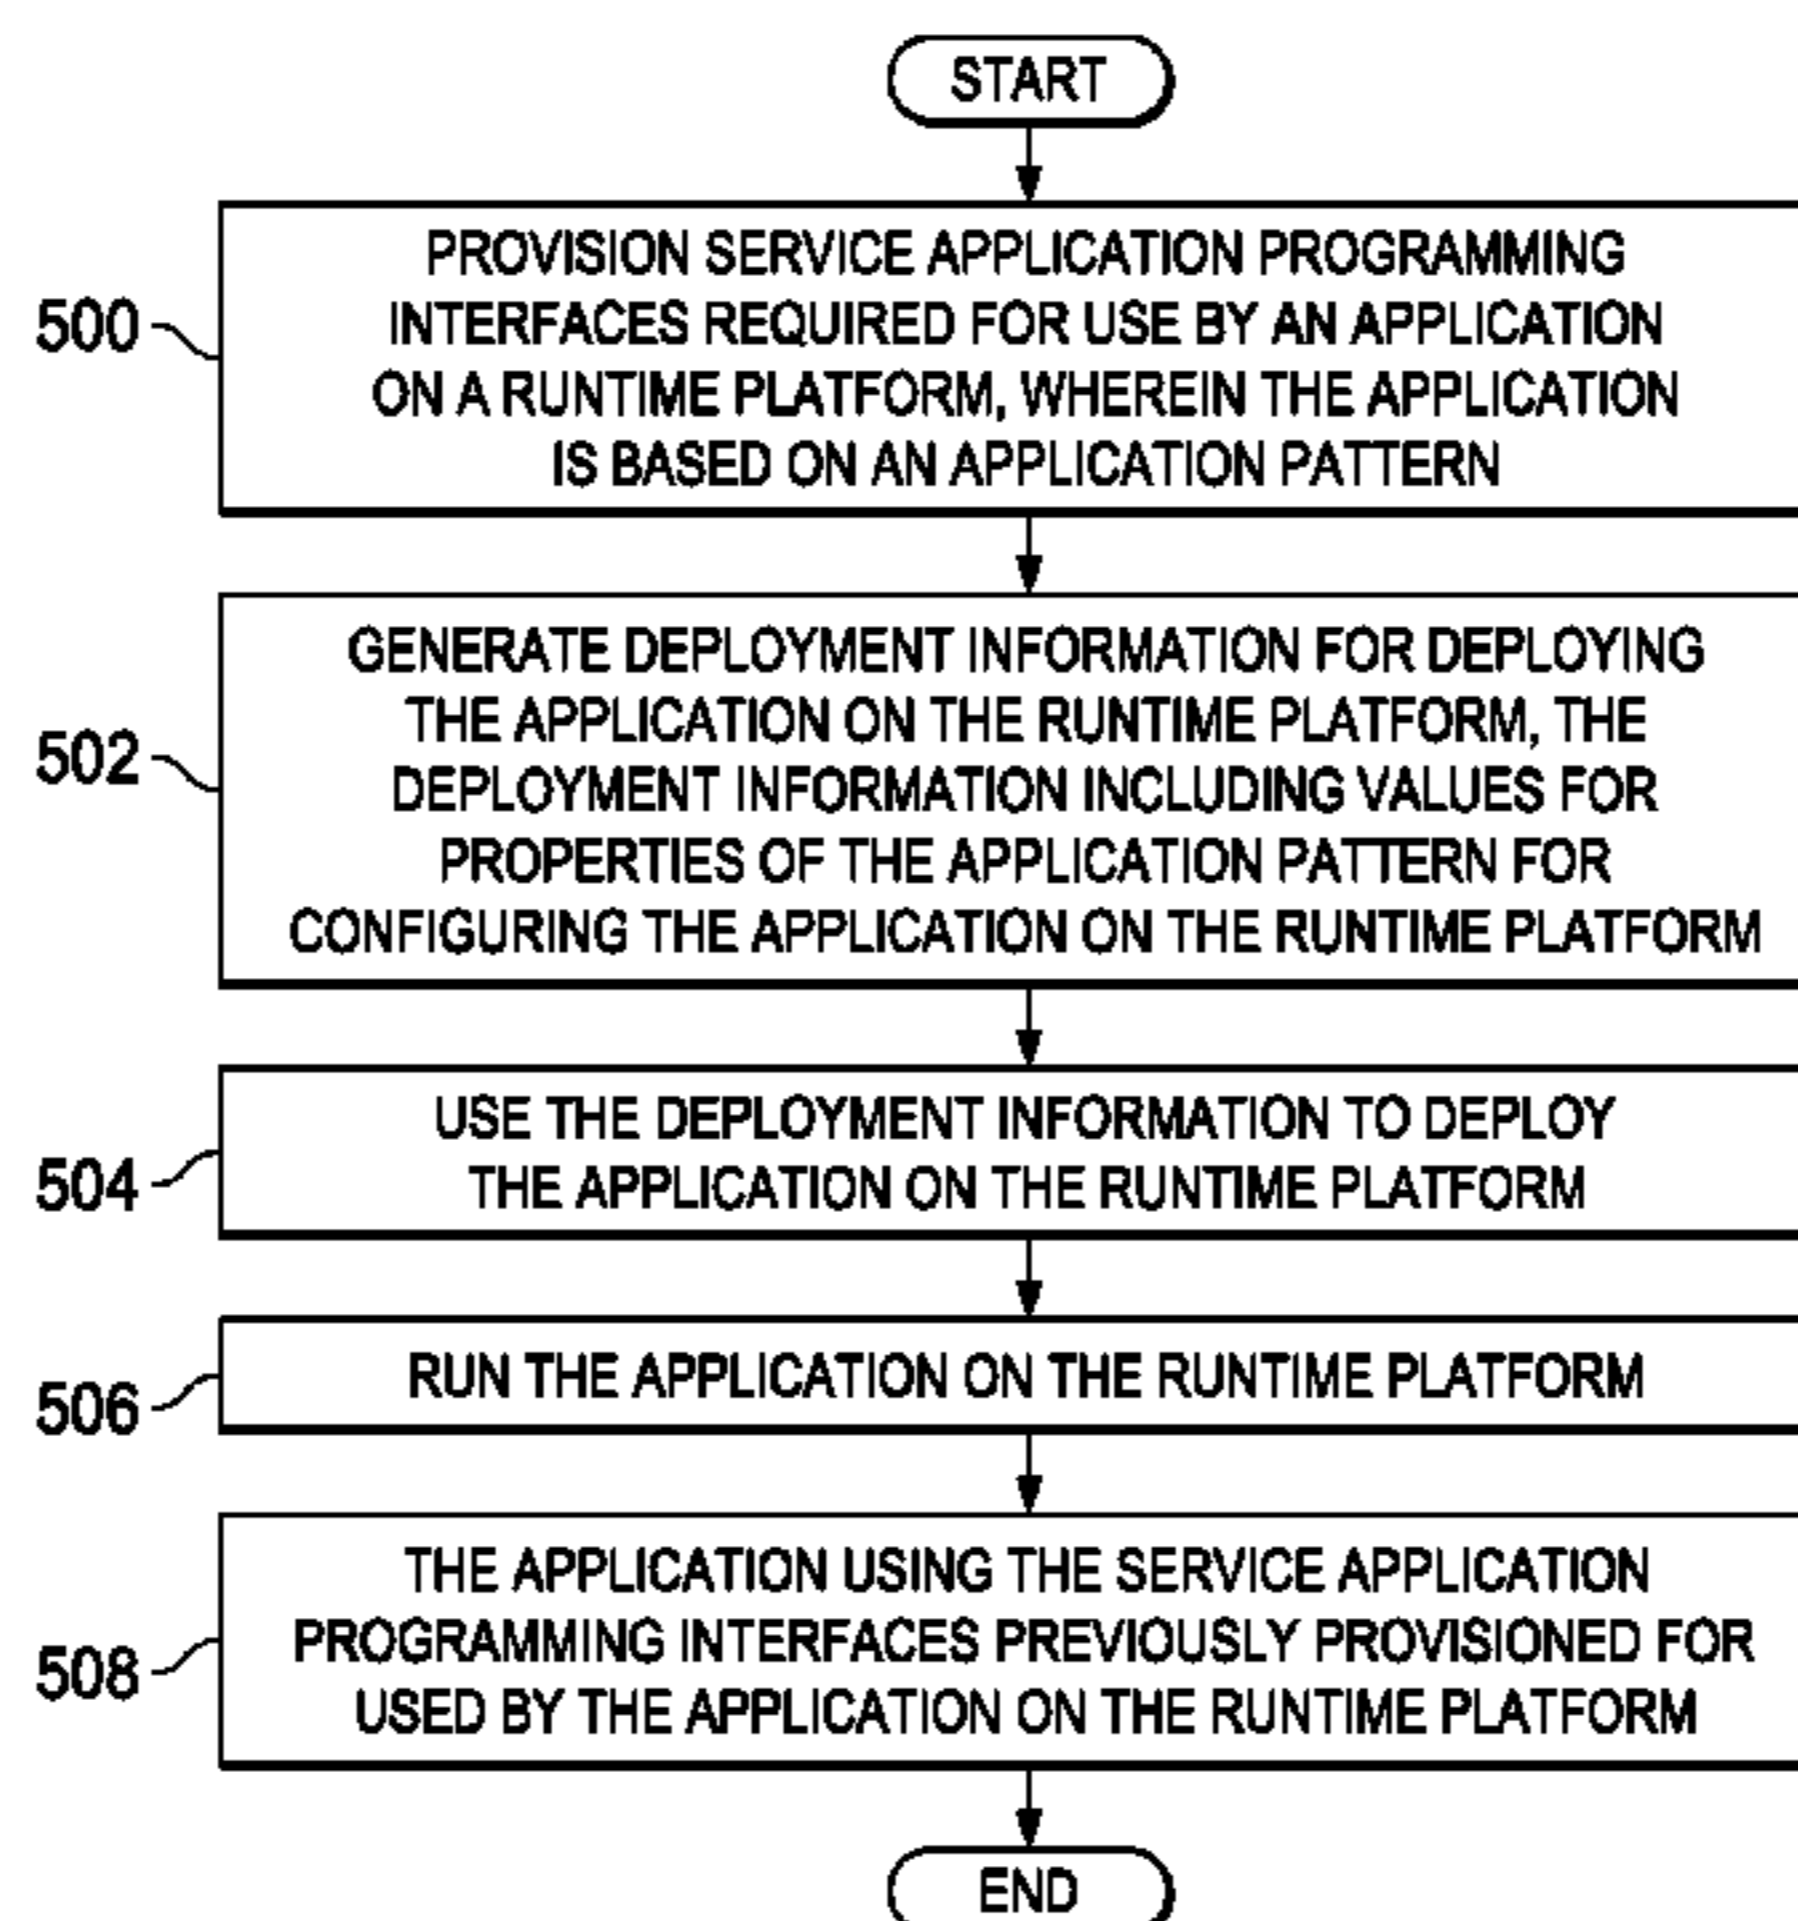 START
500
PROVISION SERVICE APPLICATION PROGRAMMING
INTERFACES REQUIRED FOR USE BY AN APPLICATION
ON A RUNTIME PLATFORM, WHEREIN THE APPLICATION
IS BASED ON AN APPLICATION PATTERN
502
GENERATE DEPLOYMENT INFORMATION FOR DEPLOYING
THE APPLICATION ON THE RUNTIME PLATFORM, THE
DEPLOYMENT INFORMATION INCLUDING VALUES FOR
PROPERTIES OF THE APPLICATION PATTERN FOR
CONFIGURING THE APPLICATION ON THE RUNTIME PLATFORM
504
USE THE DEPLOYMENT INFORMATION TO DEPLOY
THE APPLICATION ON THE RUNTIME PLATFORM
506
RUN THE APPLICATION ON THE RUNTIME PLATFORM
508
THE APPLICATION USING THE SERVICE APPLICATION
PROGRAMMING INTERFACES PREVIOUSLY PROVISIONED FOR
USED BY THE APPLICATION ON THE RUNTIME PLATFORM
END